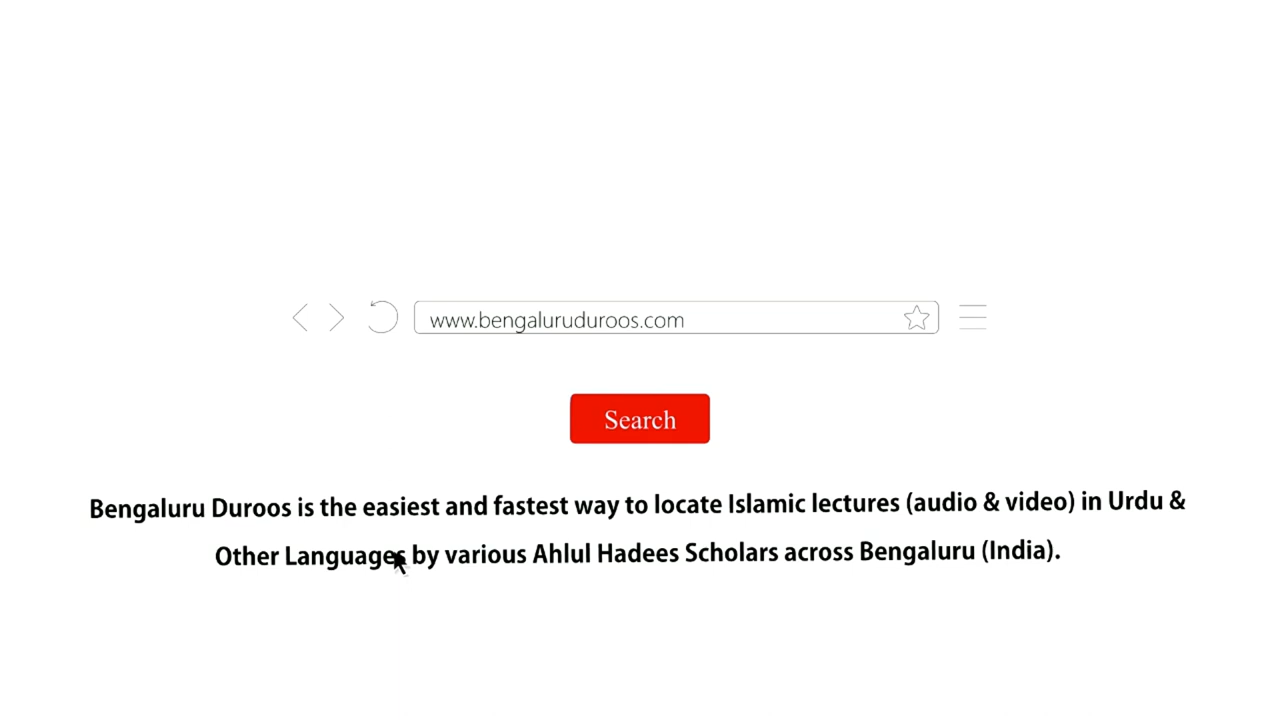 www.bengaluruduroos.com
Search
Bengaluru Duroos is the easiest and fastest way to locate Islamic lectures (audio & video) in Urdu &
Other Languages by various Ahlul Hadees Scholars across Bengaluru (India).